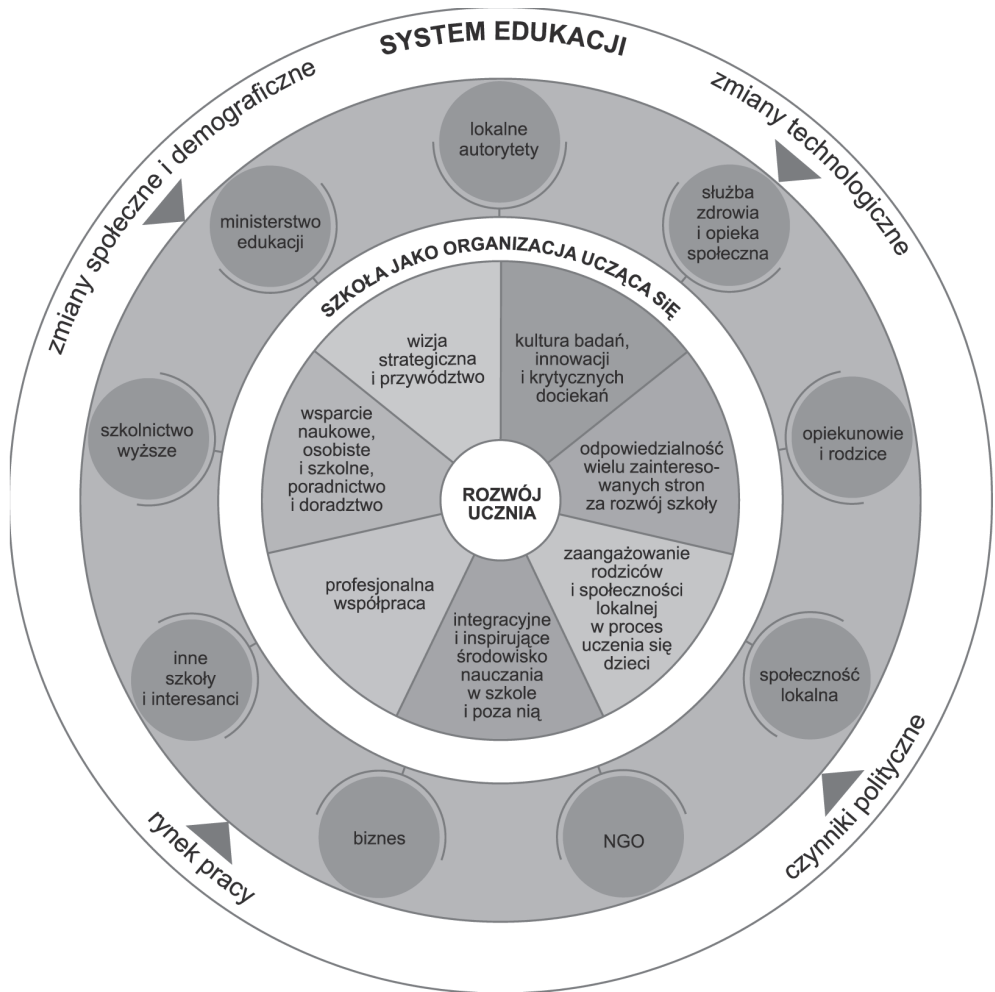 SYSTEM EDUKACJI
zmiany społeczne i demograficzne
zmiany technologiczne
lokalne
autorytety
ministerstwo
edukacji
służba
zdrowia
i opieka
społeczna
SZKOŁA JAKO ORGANIZACJA UCZĄCA SiĘ
wizja
strategiczna
i przywództwo
kultura badań,
innowacji
i krytycznych
dociekań
szkolnictwo
wyższe
wsparcie
naukowe,
osobiste
i szkolne,
poradnictwo
i doradztwo
odpowiedzialność
wielu zaintereso-
wanych stron
za rozwój szkoły
opiekunowie
i rodzice
ROZWÓJ
UCZNIA
profesjonalna
współpraca
integracyjne
i inspirujące
środowisko
nauczania
w szkole
i poza nią
zaangażowanie
rodziców
i społeczności
lokalnej
w proces
uczenia się
dzieci
inne
szkoły
i interesanci
społeczność
lokalna
biznes
NGO
rynek pracy
czynniki polityczne